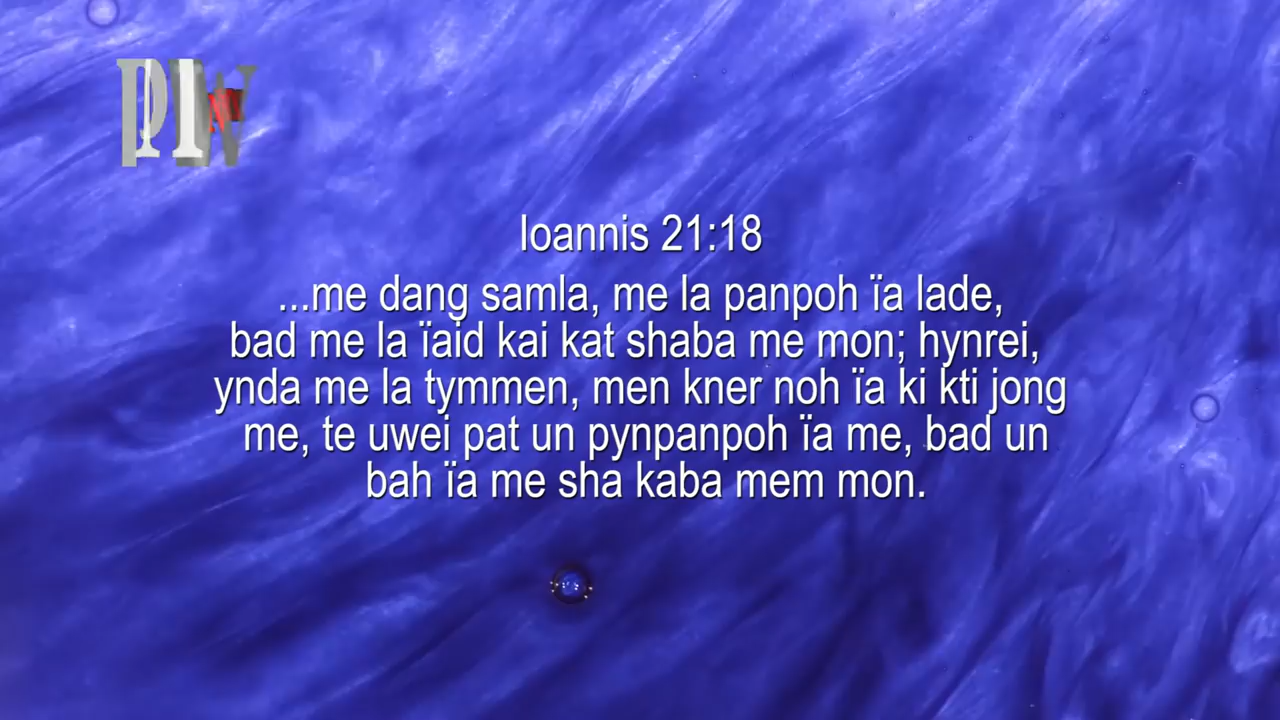 PLW
Ioannis 21:18
...me dang samla, me la panpoh ïa lade,
bad me la ïaid kai kat shaba me mon; hynrei,
ynda me la tymmen, men kner noh ïa ki kti jong
me, te uwei pat un pynpanpoh ïa me, bad un
bah ïa me sha kaba mem mon.